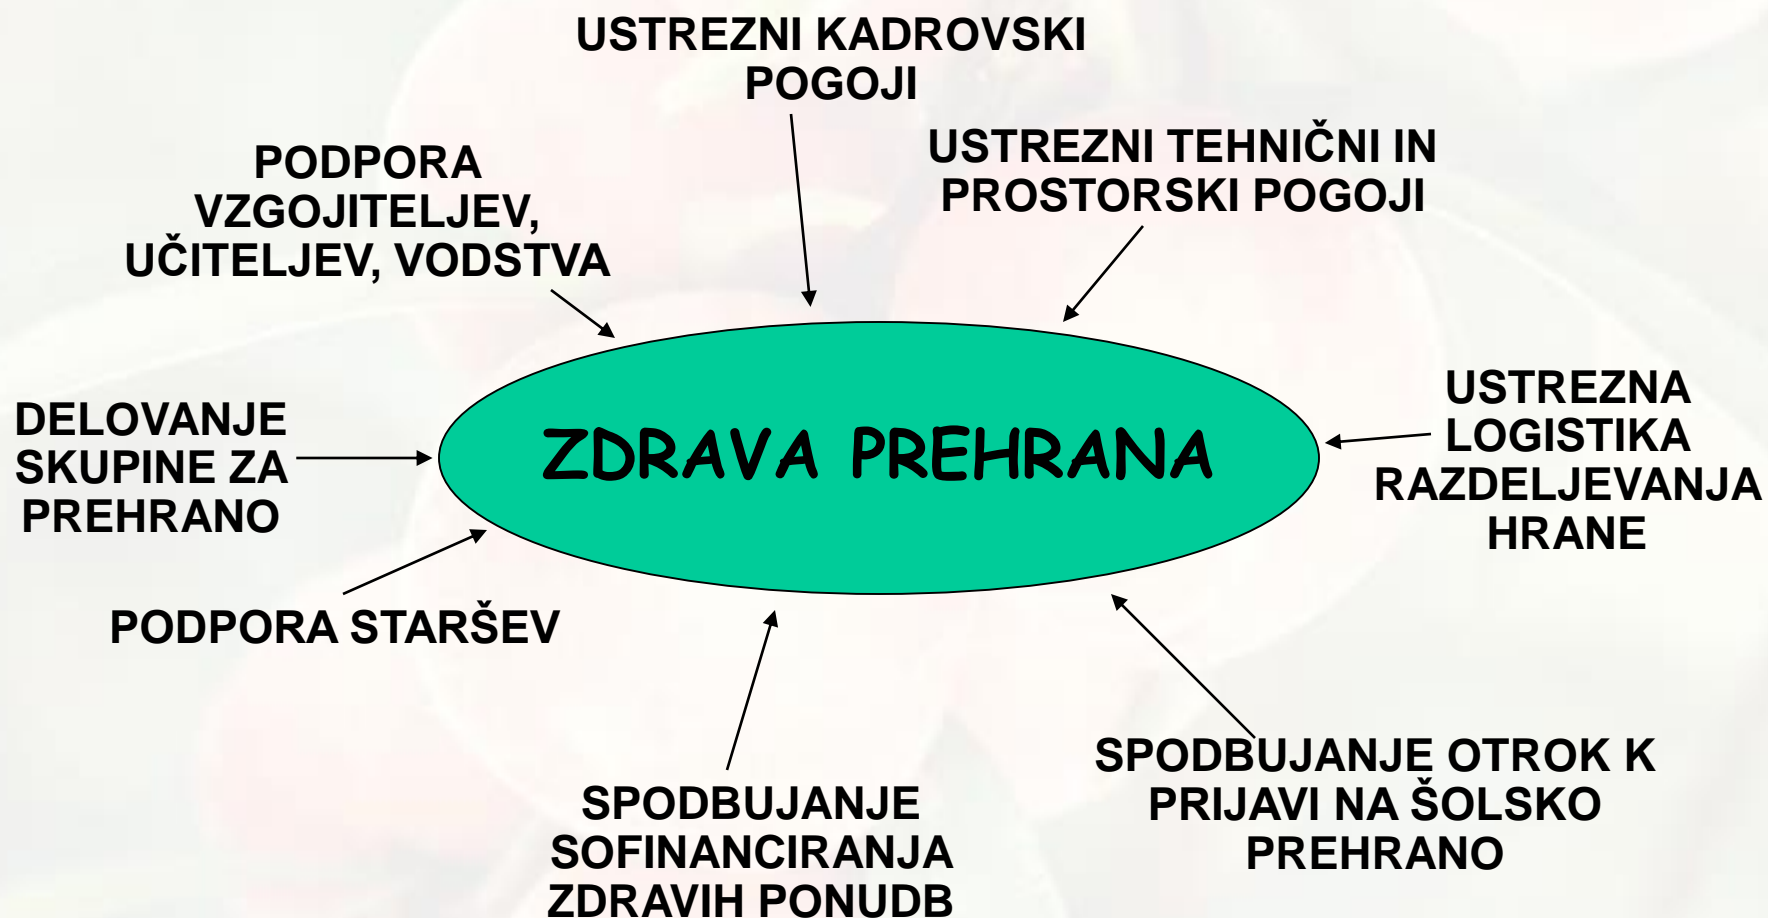 USTREZNI KADROVSKI
POGOJI
USTREZNI TEHNIČNI IN
PROSTORSKI POGOJI
PODPORA
VZGOJITELJEV,
UČITELJEV, VODSTVA
USTREZNA
LOGISTIKA
RAZDELJEVANJA
HRANE
DELOVANJE
SKUPINE ZA
PREHRANO
ZDRAVA PREHRANA
PODPORA STARŠEV
SPODBUJANJE
SOFINANCIRANJA
ZDRAVIH PONUDB
SPODBUJANJE OTROK K
PRIJAVI NA ŠOLSKO
PREHRANO